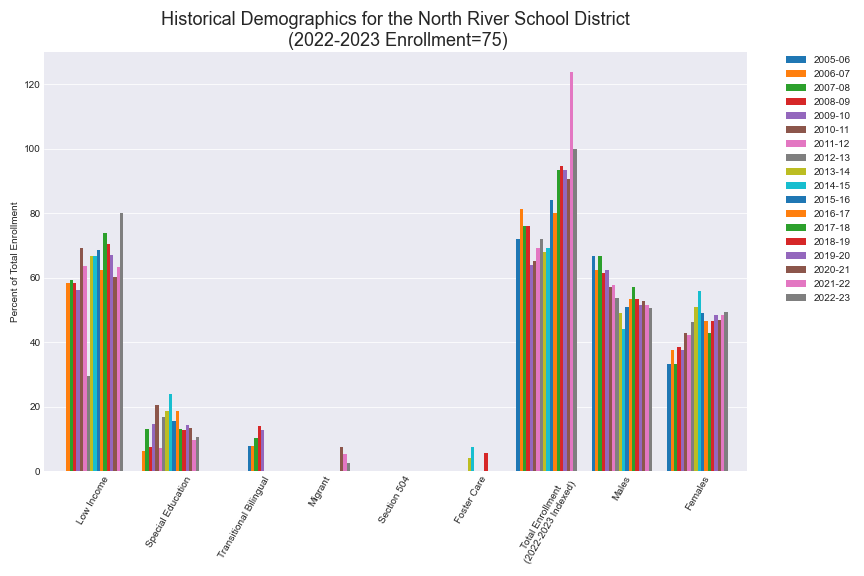 Historical Demographics for the North River School District
(2022-2023 Enrollment=75)
Percent of Total Enrollment
120
100
80
60
40
20
0
Low Income
Special Education
Transitional Bilingual
Migrant
Section 504
Foster Care
Total Enrollment
(2022-2023 Indexed)
Males
Females
2005-06
2006-07
2007-08
2008-09
2009-10
2010-11
2011-12
2012-13
2013-14
2014-15
2015-16
2016-17
2017-18
2018-19
2019-20
2020-21
2021-22
2022-23